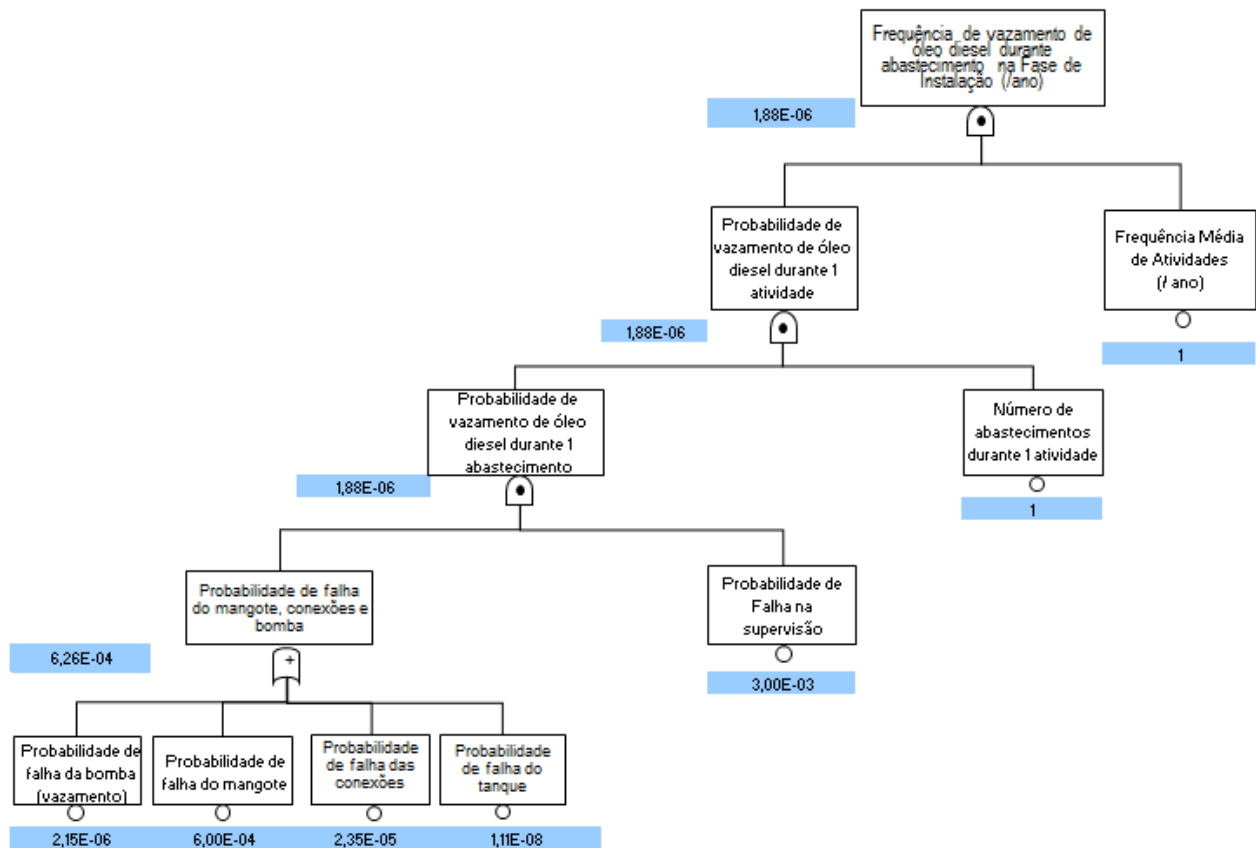 Frequência de vazamento de
óleo diesel durante
abastecimento na Fase de
Instalação (/ano)
1,88E-06
Probabilidade de
vazamento de óleo
diesel durante 1
atividade
Frequência Média
de Atividades
(/ ano)
1,88E-06
1
Probabilidade de
vazamento de óleo
diesel durante 1
abastecimento
Número de
abastecimentos
durante 1 atividade
1,88E-06
1
Probabilidade de falha
do mangote, conexões e
bomba
Probabilidade de
Falha na
supervisão
6,26E-04
+
3,00E-03
Probabilidade de
falha da bomba
(vazamento)
Probabilidade de
falha do mangote
Probabilidade
de falha das
conexões
Probabilidade
de falha do
tanque
2,15E-06
6,00E-04
2,35E-05
1,11E-08